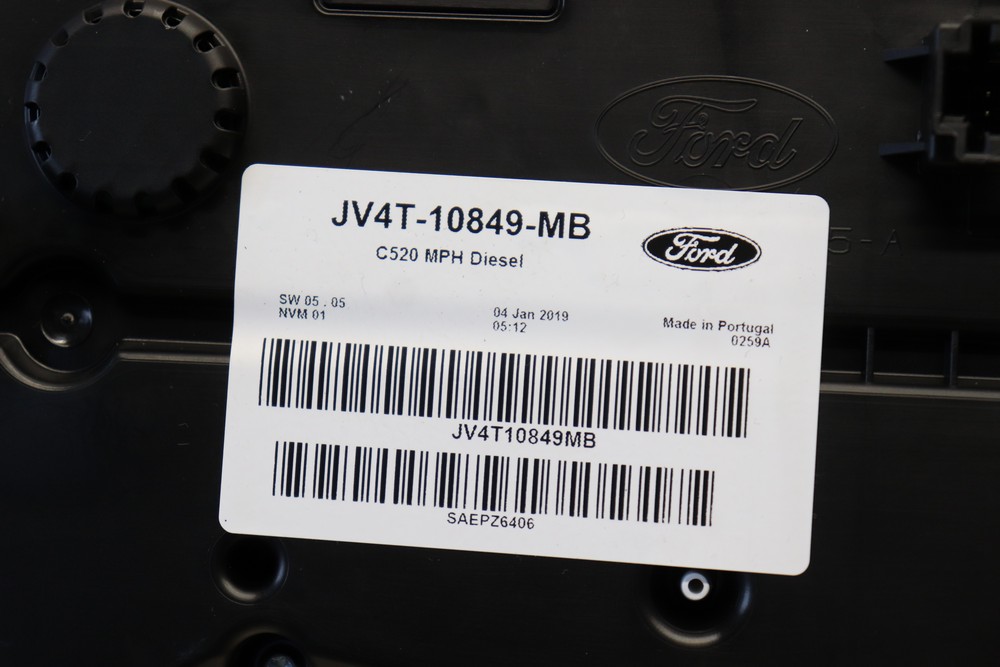 Ford
JV4T-10849-MB
Ford
C520 MPH Diesel
SW 05 . 05
NVM 01
04 Jan 2019
05:12
Made in Portugal
0259A
JV4T10849MB
SAEPZ6406
5-A